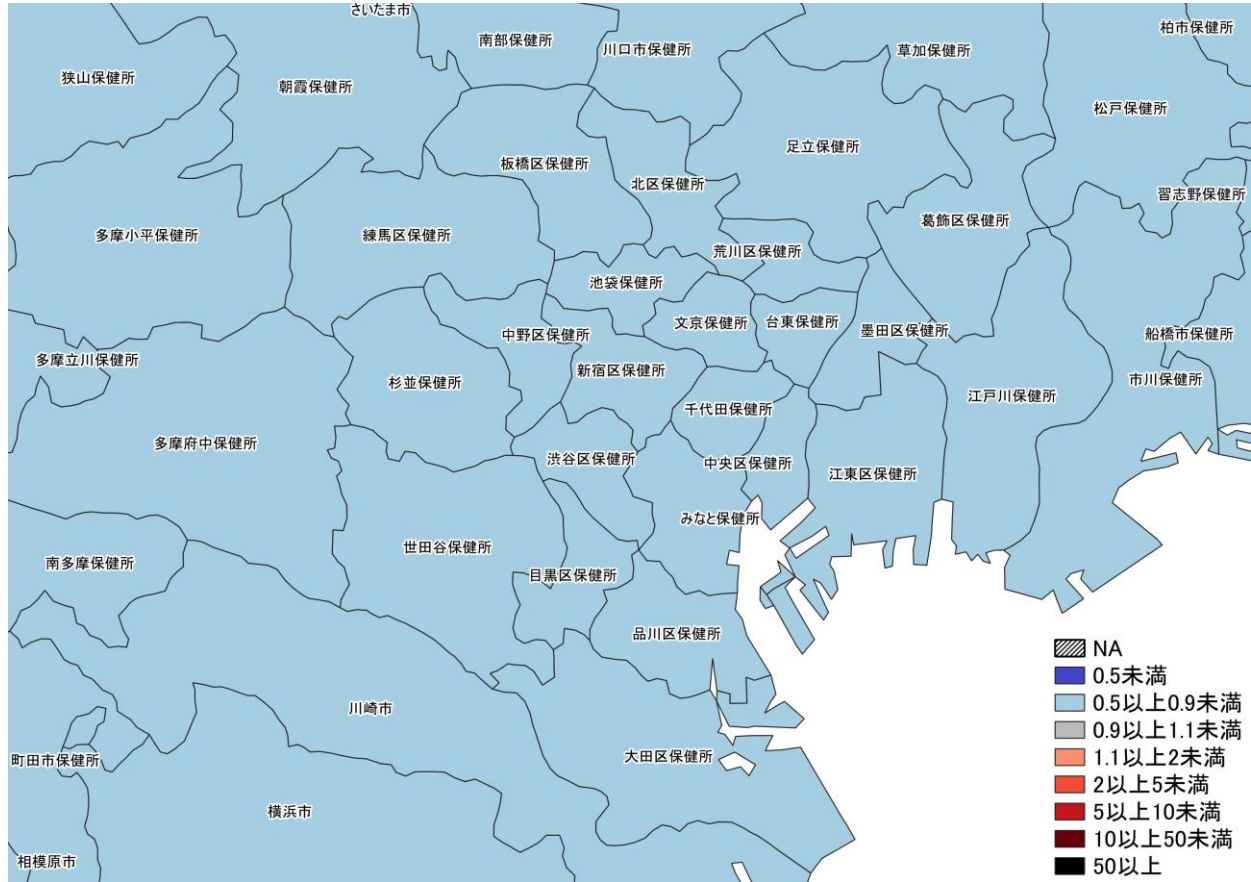 さいたま市
南部保健所
川口市保健所
草加保健所
柏市保健所
狭山保健所
朝霞保健所
松戸保健所
板橋区保健所
北区保健所
足立保健所
習志野保健所
多摩小平保健所
練馬区保健所
葛飾区保健所
荒川区保健所
池袋保健所
文京保健所
台東保健所
墨田区保健所
船橋市保健所
中野区保健所
多摩立川保健所
杉並保健所
新宿区保健所
市川保健所
千代田保健所
江戸川保健所
多摩府中保健所
渋谷区保健所
中央区保健所
江東区保健所
みなと保健所
世田谷保健所
南多摩保健所
目黒区保健所
品川区保健所
川崎市
大田区保健所
町田市保健所
横浜市
相模原市
NA
0.5未満
0.5以上0.9未満
0.9以上1.1未満
1.1以上2未満
2以上5未満
5以上10未満
10以上50未満
50以上